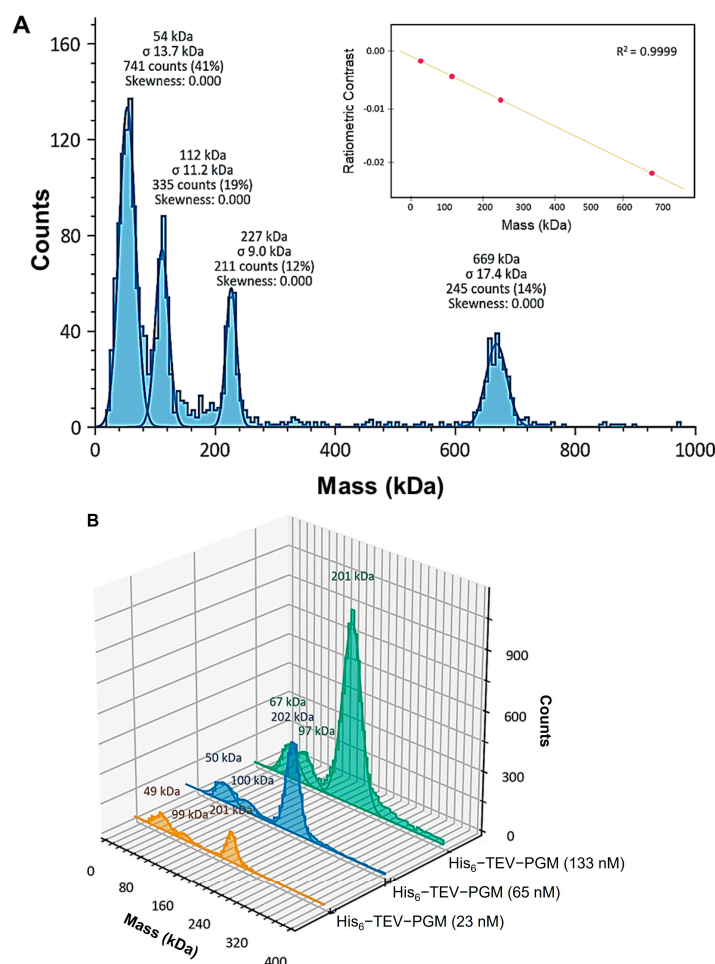 A
160
120
80
40
0
Counts
54 kDa
σ 13.7 kDa
741 counts (41%)
Skewness: 0.000
112 kDa
σ 11.2 kDa
335 counts (19%)
Skewness: 0.000
227 kDa
σ 9.0 kDa
211 counts (12%)
Skewness: 0.000
669 kDa
σ 17.4 kDa
245 counts (14%)
Skewness: 0.000
Ratiometric Contrast
0.00
-0.01
-0.02
R² = 0.9999
0 100 200 300 400 500 600 700
Mass (kDa)
0 200 400 600 800 1000
Mass (kDa)
B
201 kDa
67 kDa
202 kDa
97 kDa
50 kDa
100 kDa
49 kDa
99 kDa
201 kDa
900
600
300
0
Counts
0
80
160
240
320
400
Mass (kDa)
His₆−TEV−PGM (133 nM)
His₆−TEV−PGM (65 nM)
His₆−TEV−PGM (23 nM)